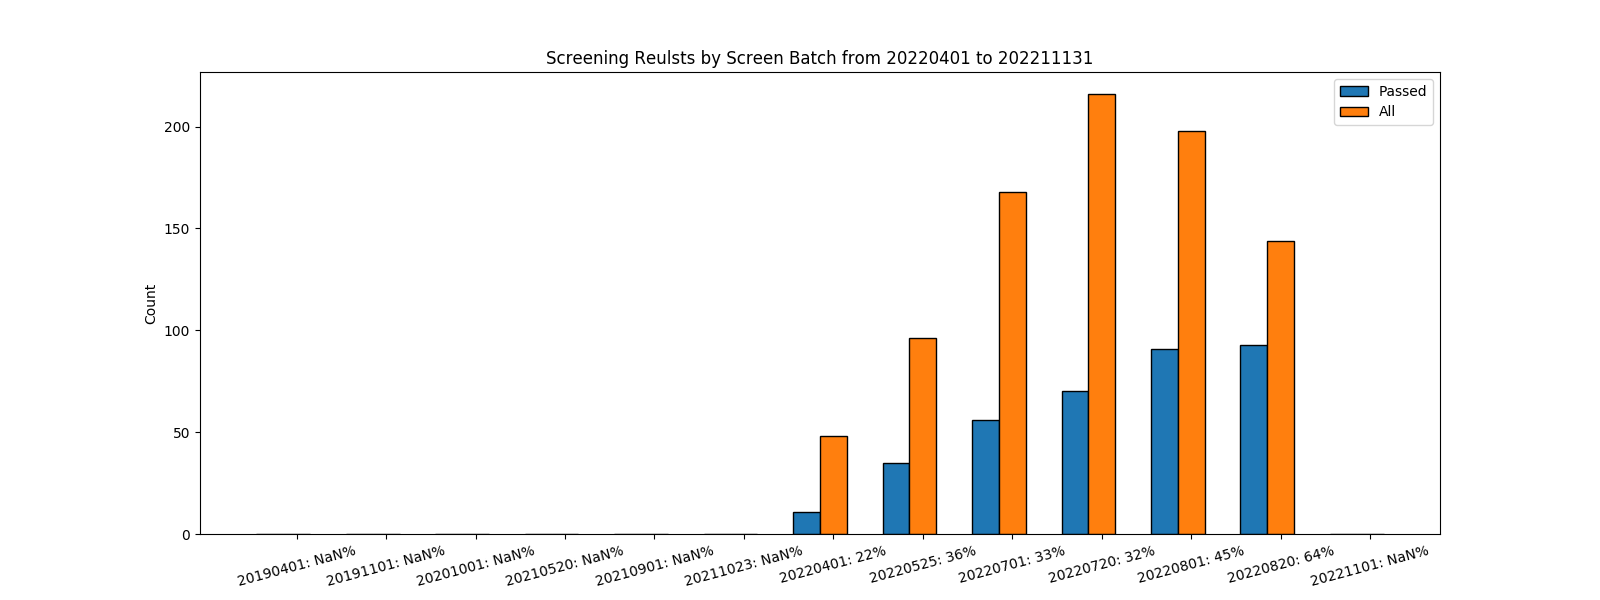 Screening Reulsts by Screen Batch from 20220401 to 202211131
Passed
All
Count
200
150
100
50
0
20190401: NaN%
20191101: NaN%
20201001: NaN%
20210520: NaN%
20210901: NaN%
20211023: NaN%
20220401: 22%
20220525: 36%
20220701: 33%
20220720: 32%
20220801: 45%
20220820: 64%
20221101: NaN%